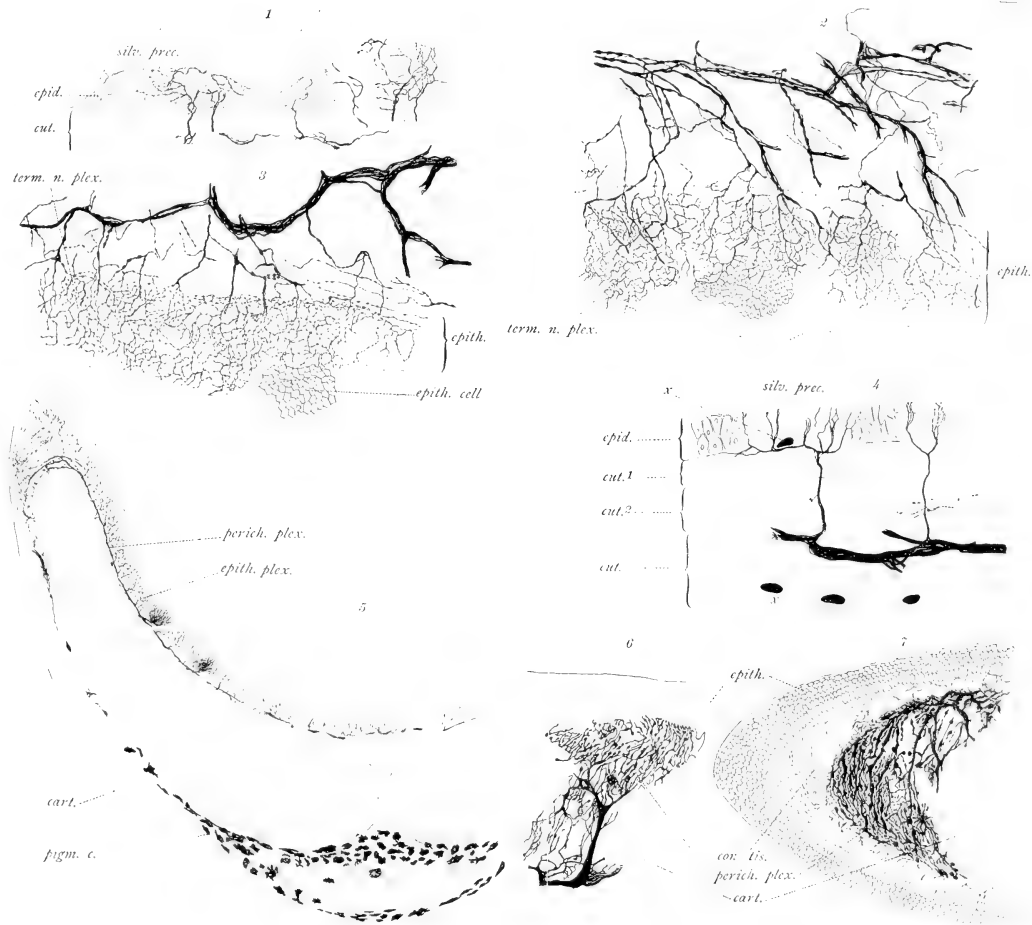 1
silv. prec.
epid.
cut.
2
term. n. plex.
3
epith.
epith. cell
epith.
term. n. plex.
x
silv. prec.
4
epid.
cut.1
cut.2
cut.
x
perich. plex.
epith. plex.
5
cart.
pigm. c.
6
7
epith.
con. tis.
perich. plex.
cart.